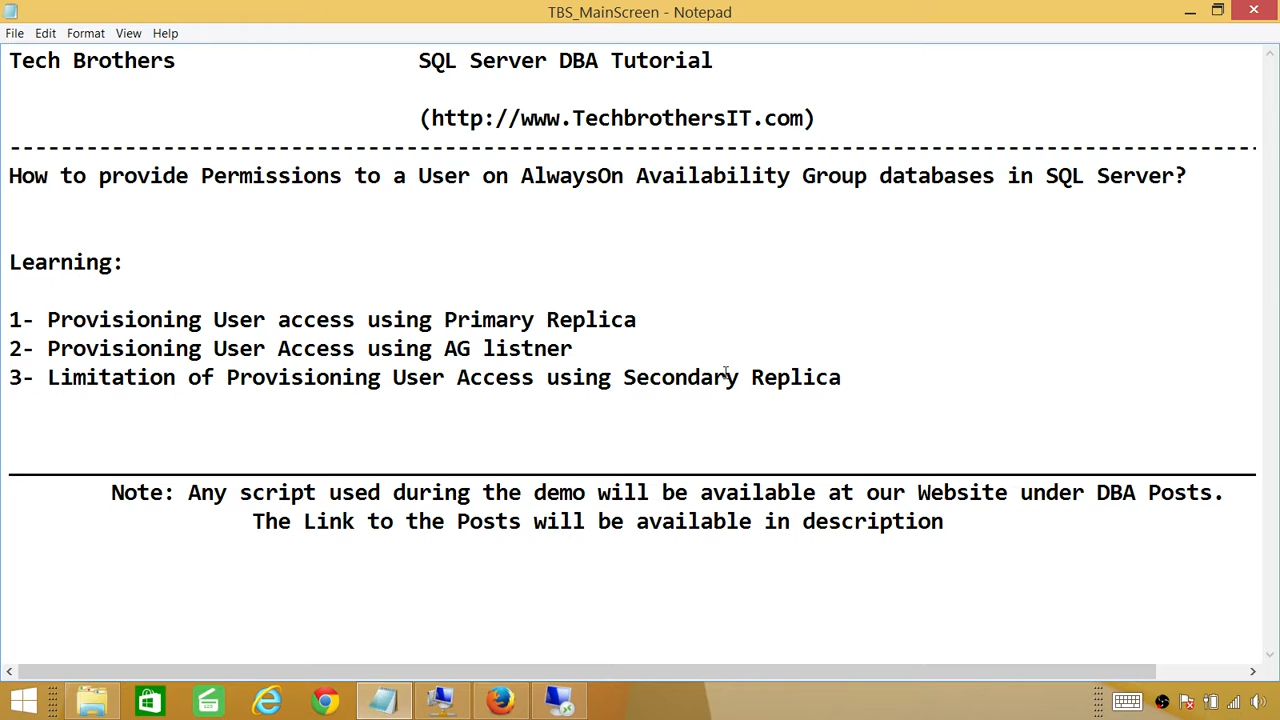 TBS_MainScreen - Notepad
File Edit Format View Help
Tech Brothers SQL Server DBA Tutorial
(http://www.TechbrothersIT.com)
How to provide Permissions to a User on AlwaysOn Availability Group databases in SQL Server?
Learning:
1- Provisioning User access using Primary Replica
2- Provisioning User Access using AG listner
3- Limitation of Provisioning User Access using Secondary Replica
Note: Any script used during the demo will be available at our Website under DBA Posts.
The Link to the Posts will be available in description